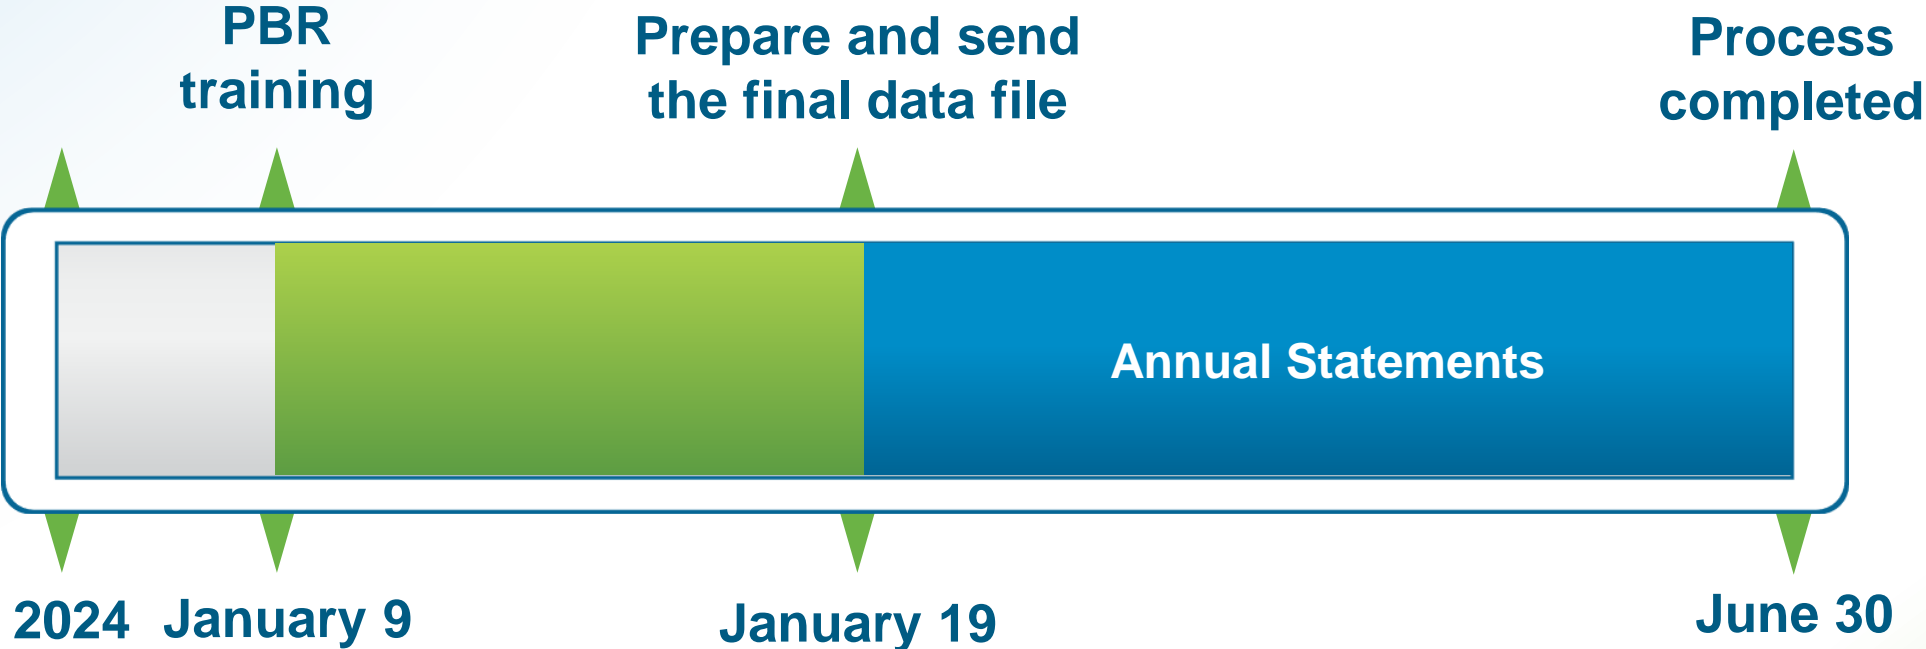 PBR
training
Prepare and send
the final data file
Process
completed
Annual Statements
2024
January 9
January 19
June 30